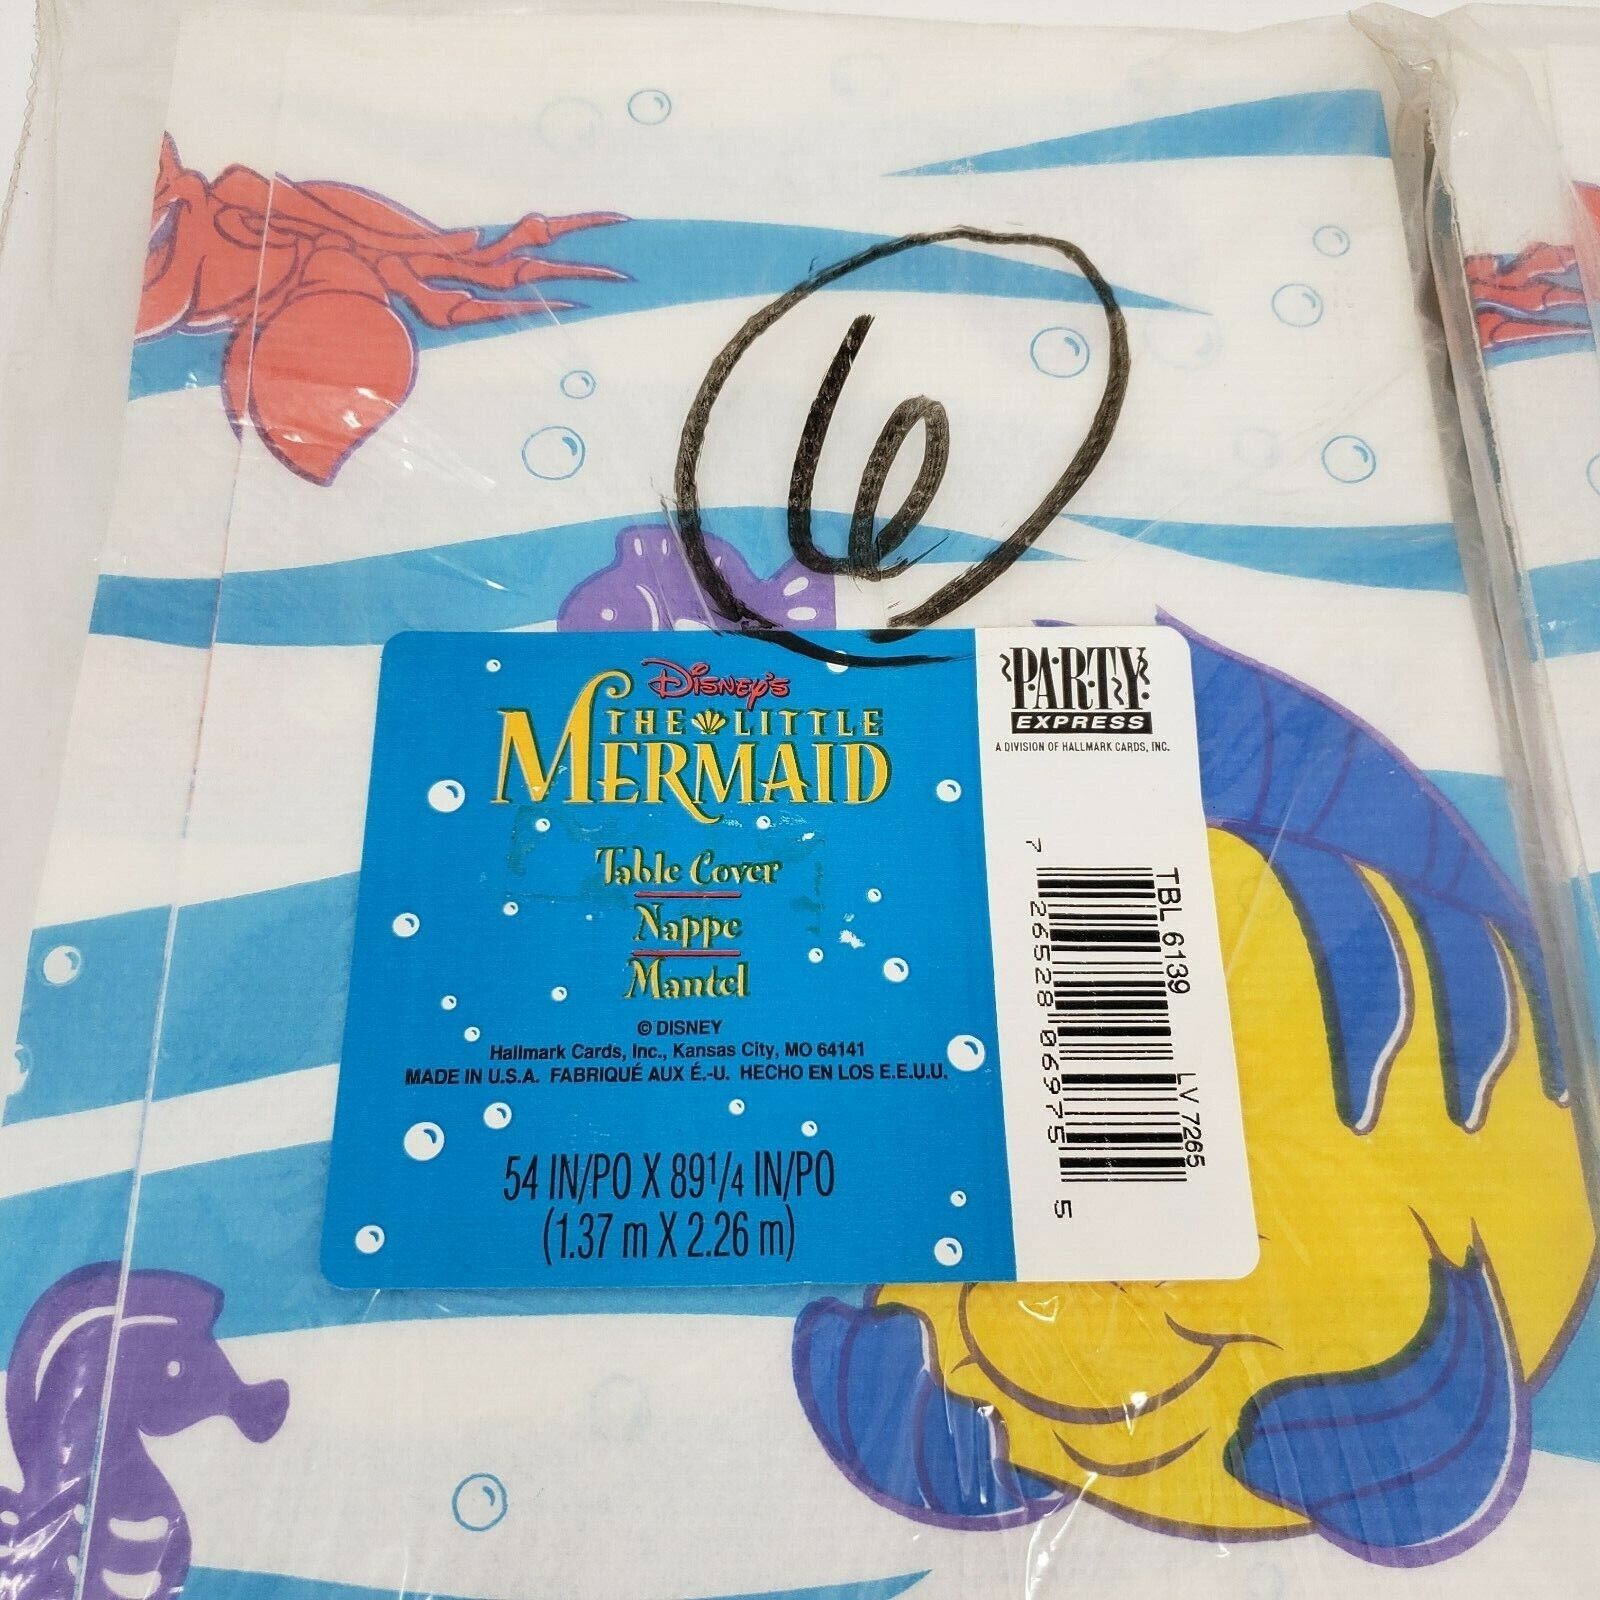 6
Disney's
THE LITTLE
MERMAID
Table Cover
Nappe
Mantel
© DISNEY
Hallmark Cards, Inc., Kansas City, MO 64141
MADE IN U.S.A. FABRIQUÉ AUX É.-U. HECHO EN LOS E.E.U.U.
54 IN/PO X 89 1/4 IN/PO
(1.37 m X 2.26 m)
PARTY
EXPRESS
A DIVISION OF HALLMARK CARDS, INC.
TBL 6139 LV 7265
7 26528 06975 5